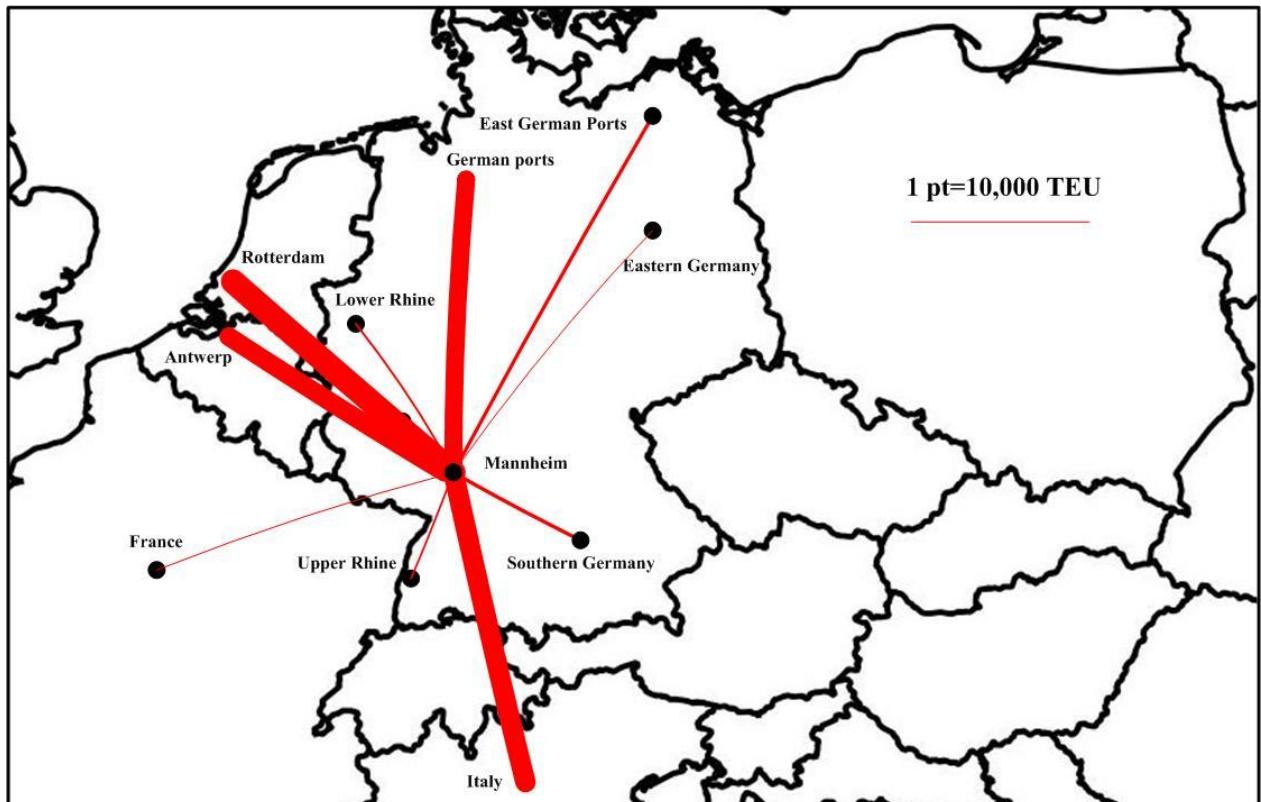 East German Ports
German ports
1 pt=10,000 TEU
Rotterdam
Eastern Germany
Lower Rhine
Antwerp
Mannheim
France
Upper Rhine
Southern Germany
Italy